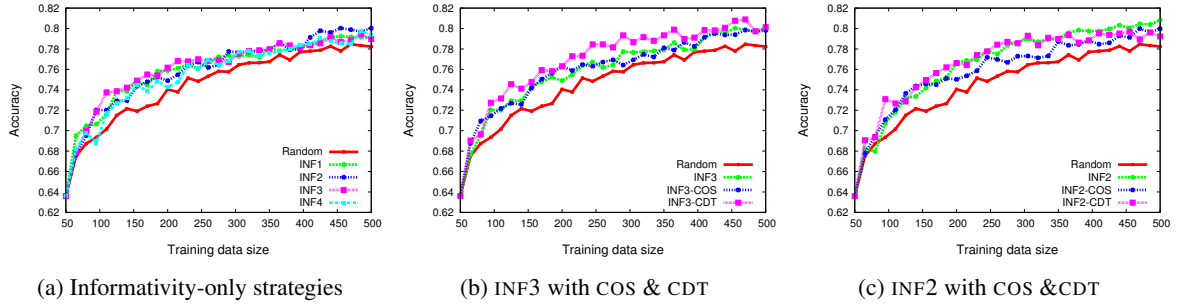 0.82
0.8
0.78
0.76
0.74
0.72
0.7
0.68
0.66
0.64
0.62
Accuracy
Random
INF1
INF2
INF3
INF4
50 100 150 200 250 300 350 400 450 500
Training data size
(a) Informativity-only strategies
0.82
0.8
0.78
0.76
0.74
0.72
0.7
0.68
0.66
0.64
0.62
Accuracy
Random
INF3
INF3-COS
INF3-CDT
50 100 150 200 250 300 350 400 450 500
Training data size
(b) INF3 with COS & CDT
0.82
0.8
0.78
0.76
0.74
0.72
0.7
0.68
0.66
0.64
0.62
Accuracy
Random
INF2
INF2-COS
INF2-CDT
50 100 150 200 250 300 350 400 450 500
Training data size
(c) INF2 with COS &CDT